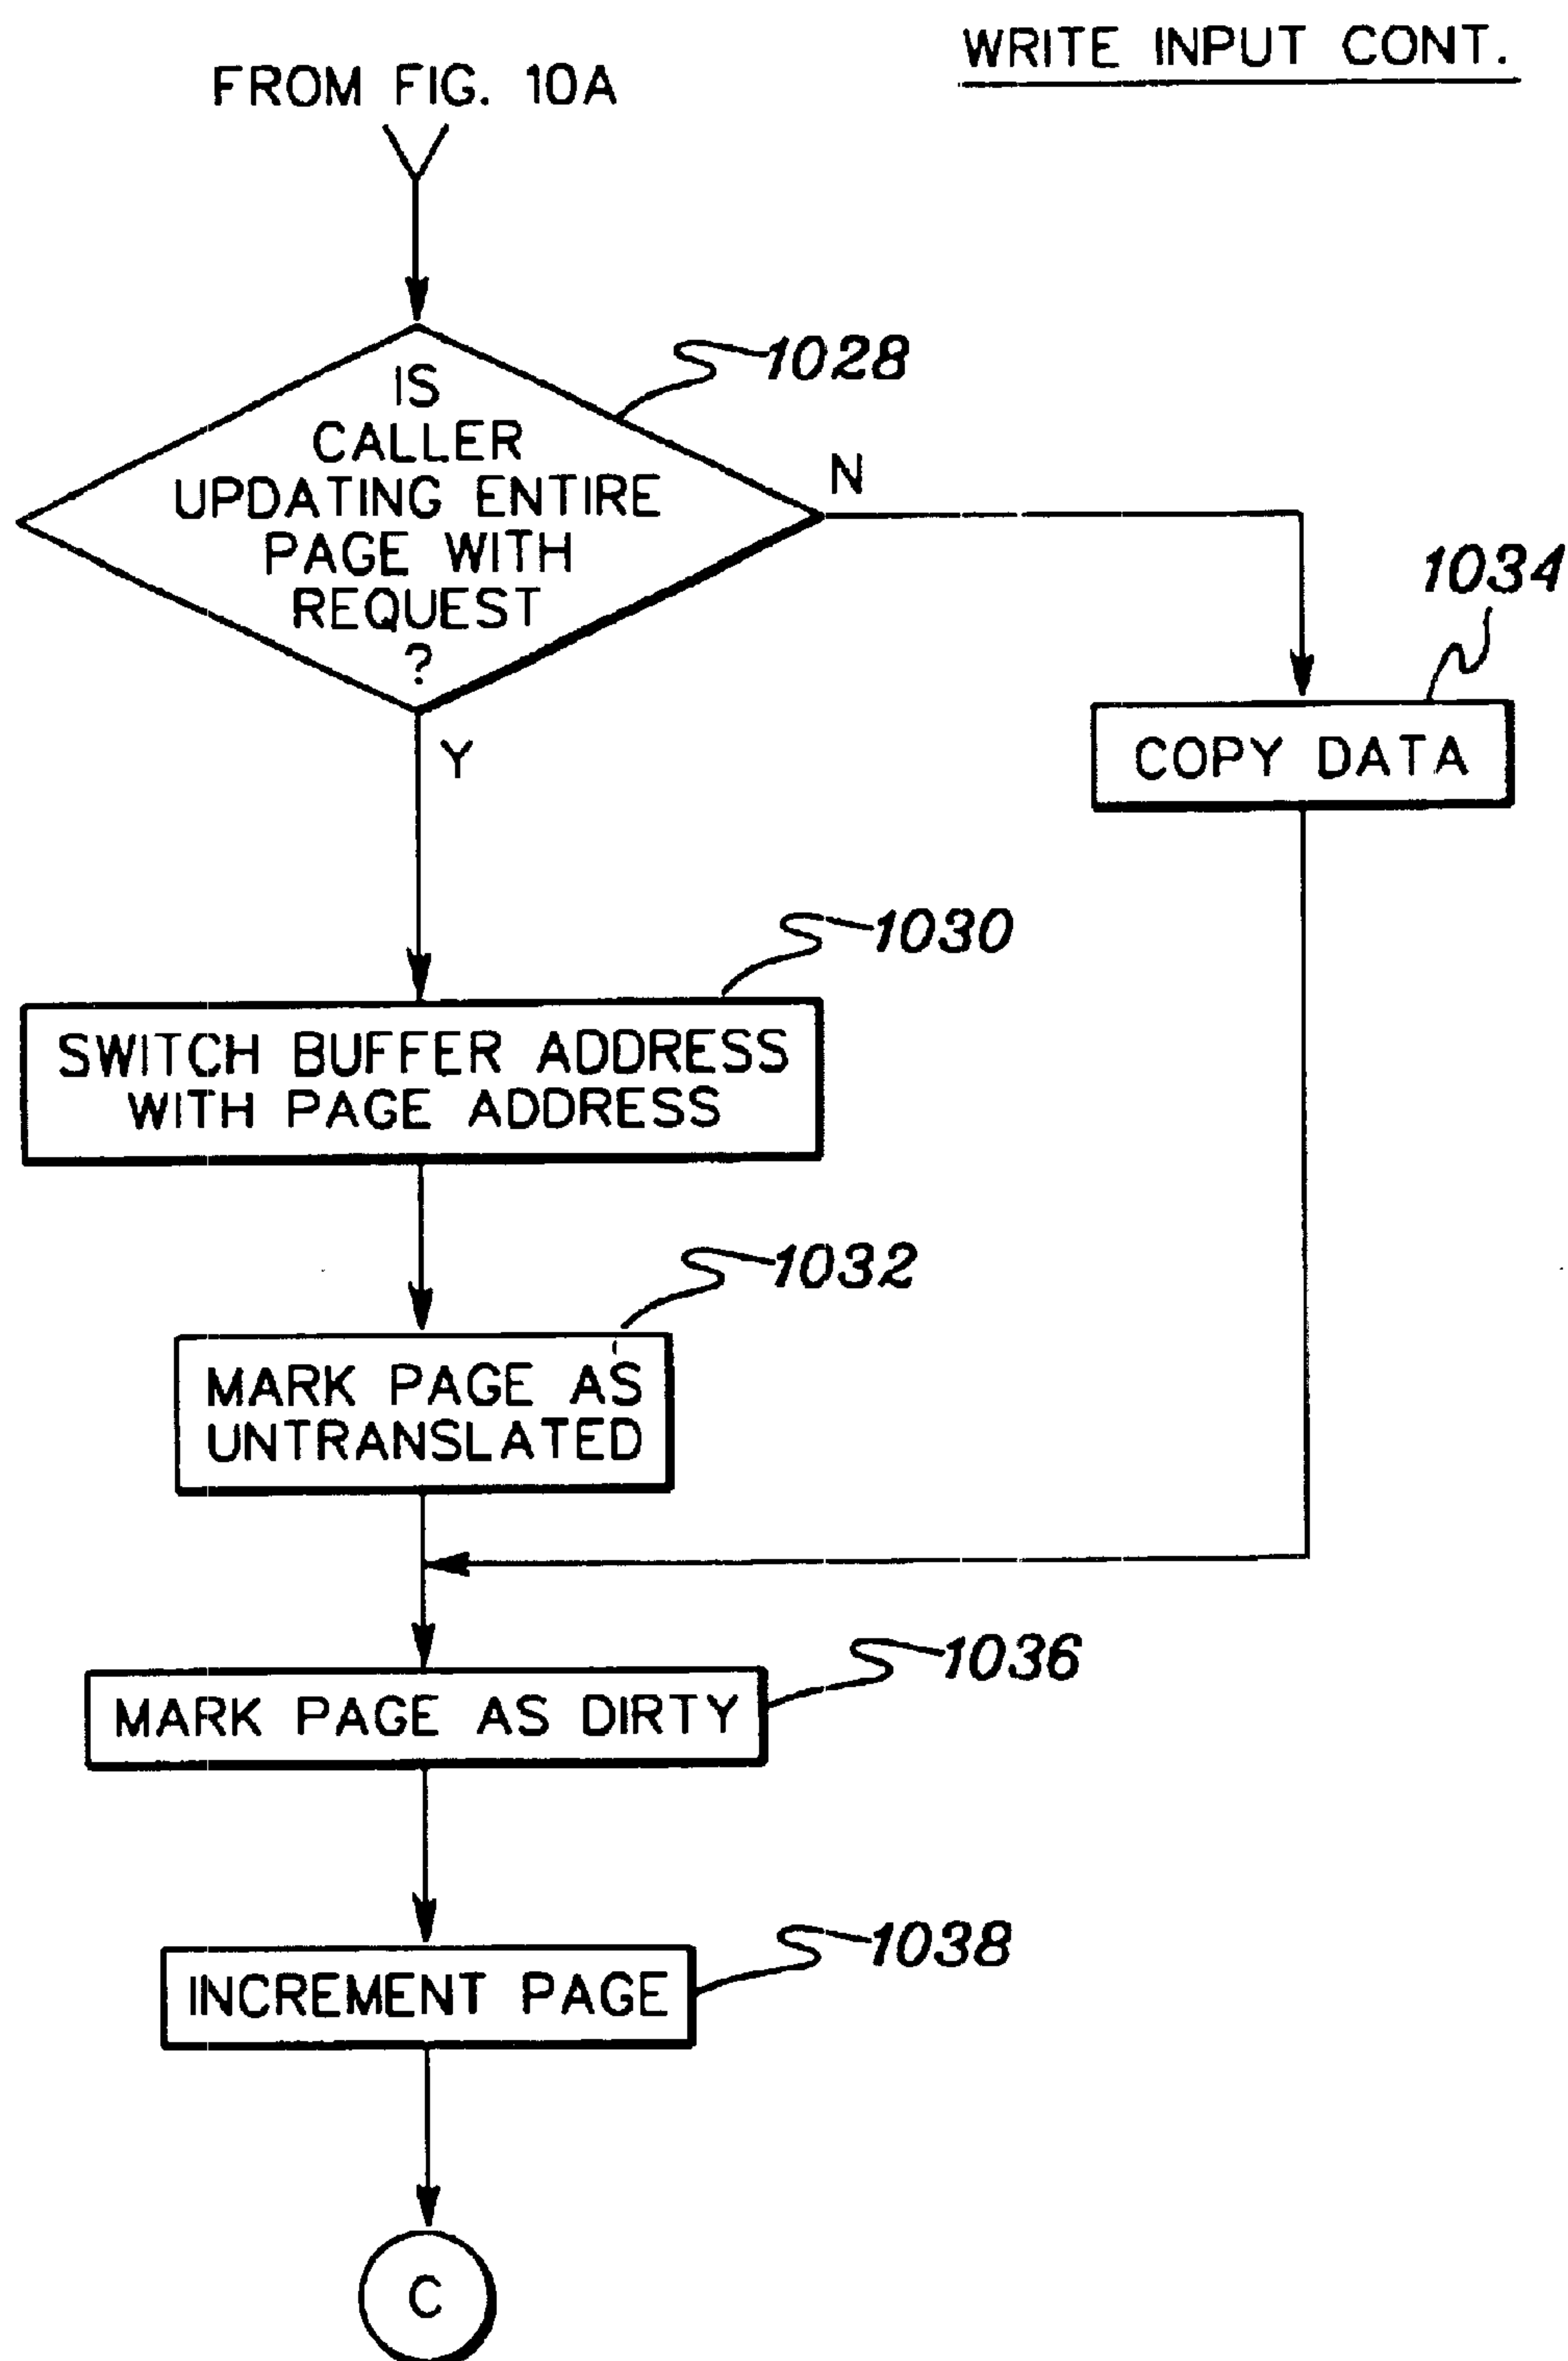 WRITE INPUT CONT.
FROM FIG. 10A
IS
CALLER
UPDATING ENTIRE
PAGE WITH
REQUEST
?
1028
N
Y
1034
COPY DATA
1030
SWITCH BUFFER ADDRESS
WITH PAGE ADDRESS
1032
MARK PAGE AS
UNTRANSLATED
1036
MARK PAGE AS DIRTY
1038
INCREMENT PAGE
C